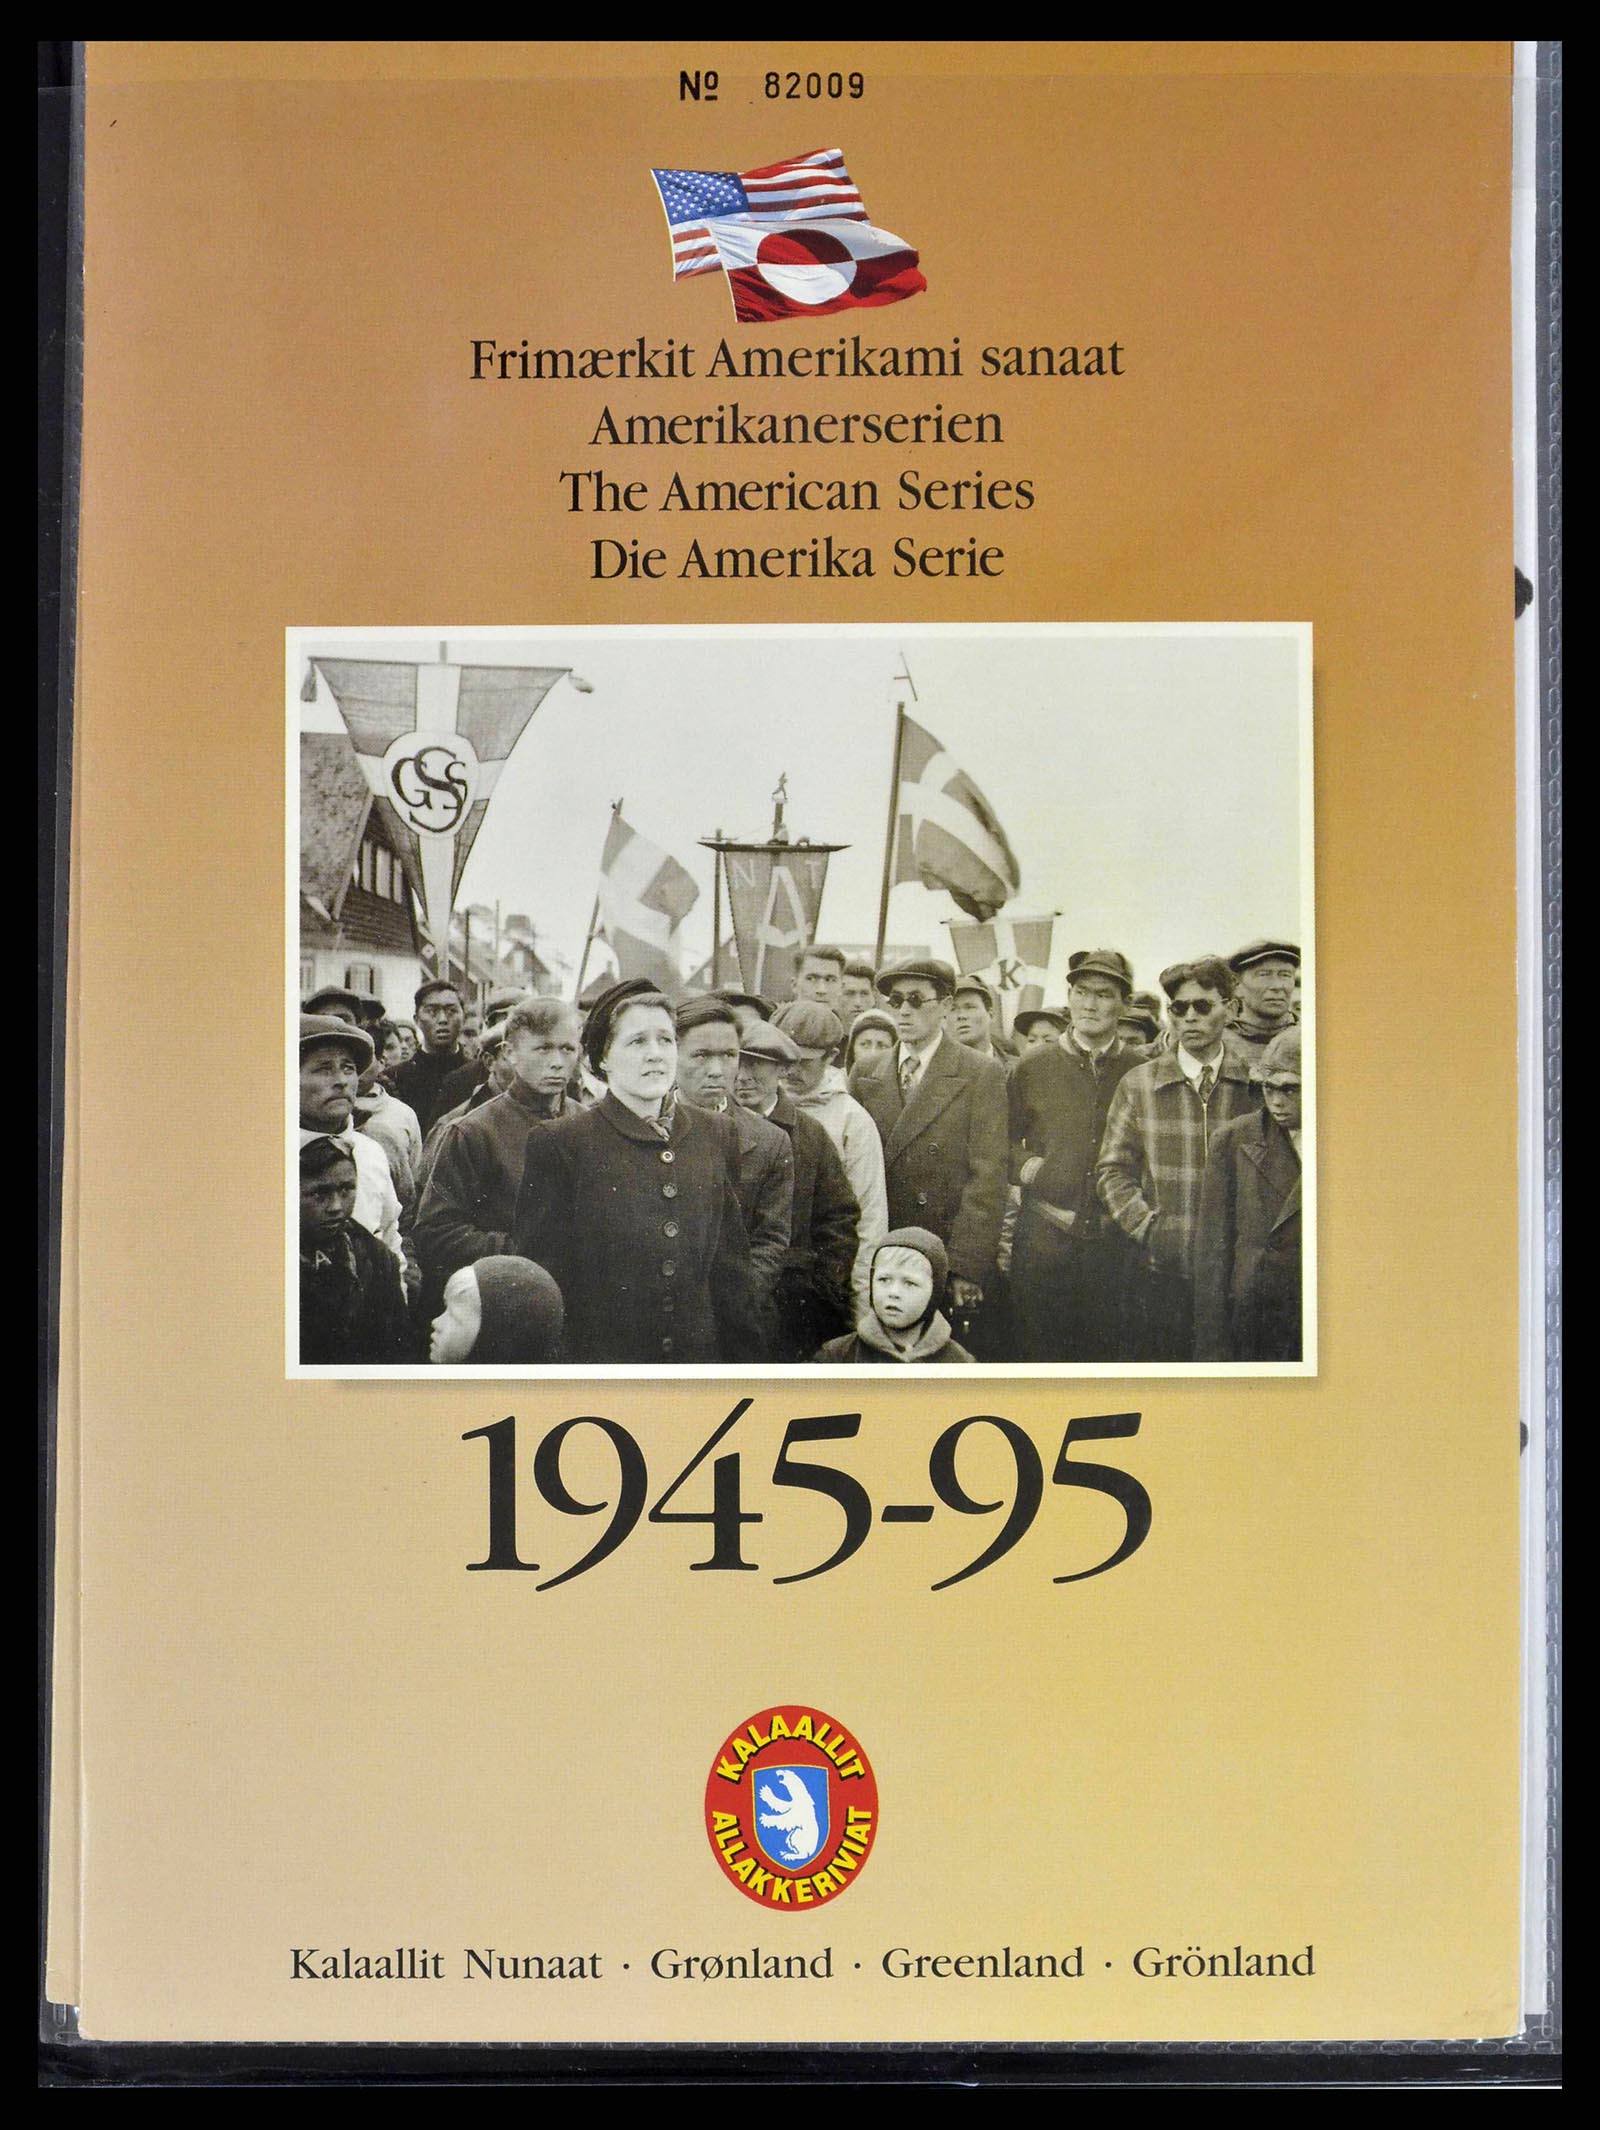 Nº 82009
Frimærkit Amerikami sanaat
Amerikanerserien
The American Series
Die Amerika Serie
GSS
N A T
K
A
1945-95
KALAALLIT
ALLAKKERIVIAT
Kalaallit Nunaat · Grønland · Greenland · Grönland